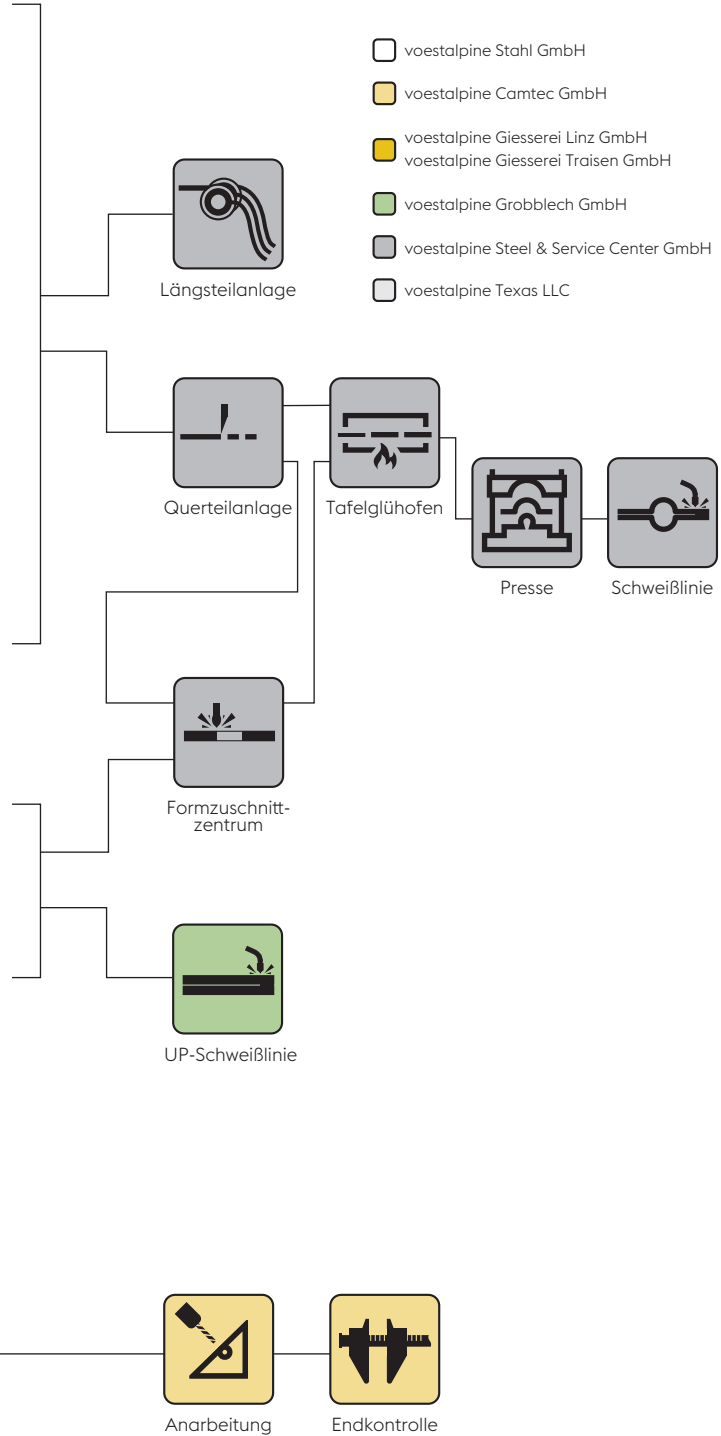 voestalpine Stahl GmbH
voestalpine Camtec GmbH
voestalpine Giesserei Linz GmbH
voestalpine Giesserei Traisen GmbH
voestalpine Grobblech GmbH
voestalpine Steel & Service Center GmbH
voestalpine Texas LLC
Längsteilanlage
Querteilanlage
Tafelglühofen
Presse
Schweißlinie
Formzuschnitt-
zentrum
UP-Schweißlinie
Anarbeitung
Endkontrolle